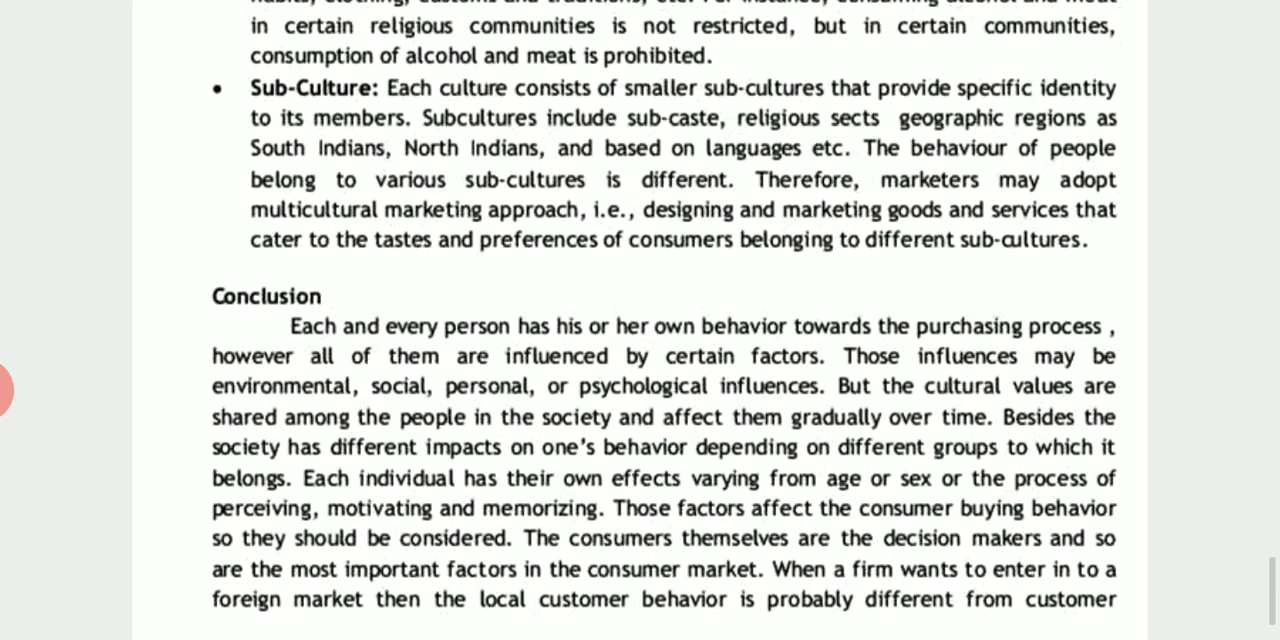 in certain religious communities is not restricted, but in certain communities,
consumption of alcohol and meat is prohibited.
• Sub-Culture: Each culture consists of smaller sub-cultures that provide specific identity
to its members. Subcultures include sub-caste, religious sects geographic regions as
South Indians, North Indians, and based on languages etc. The behaviour of people
belong to various sub-cultures is different. Therefore, marketers may adopt
multicultural marketing approach, i.e., designing and marketing goods and services that
cater to the tastes and preferences of consumers belonging to different sub-cultures.
Conclusion
Each and every person has his or her own behavior towards the purchasing process ,
however all of them are influenced by certain factors. Those influences may be
environmental, social, personal, or psychological influences. But the cultural values are
shared among the people in the society and affect them gradually over time. Besides the
society has different impacts on one's behavior depending on different groups to which it
belongs. Each individual has their own effects varying from age or sex or the process of
perceiving, motivating and memorizing. Those factors affect the consumer buying behavior
so they should be considered. The consumers themselves are the decision makers and so
are the most important factors in the consumer market. When a firm wants to enter in to a
foreign market then the local customer behavior is probably different from customer